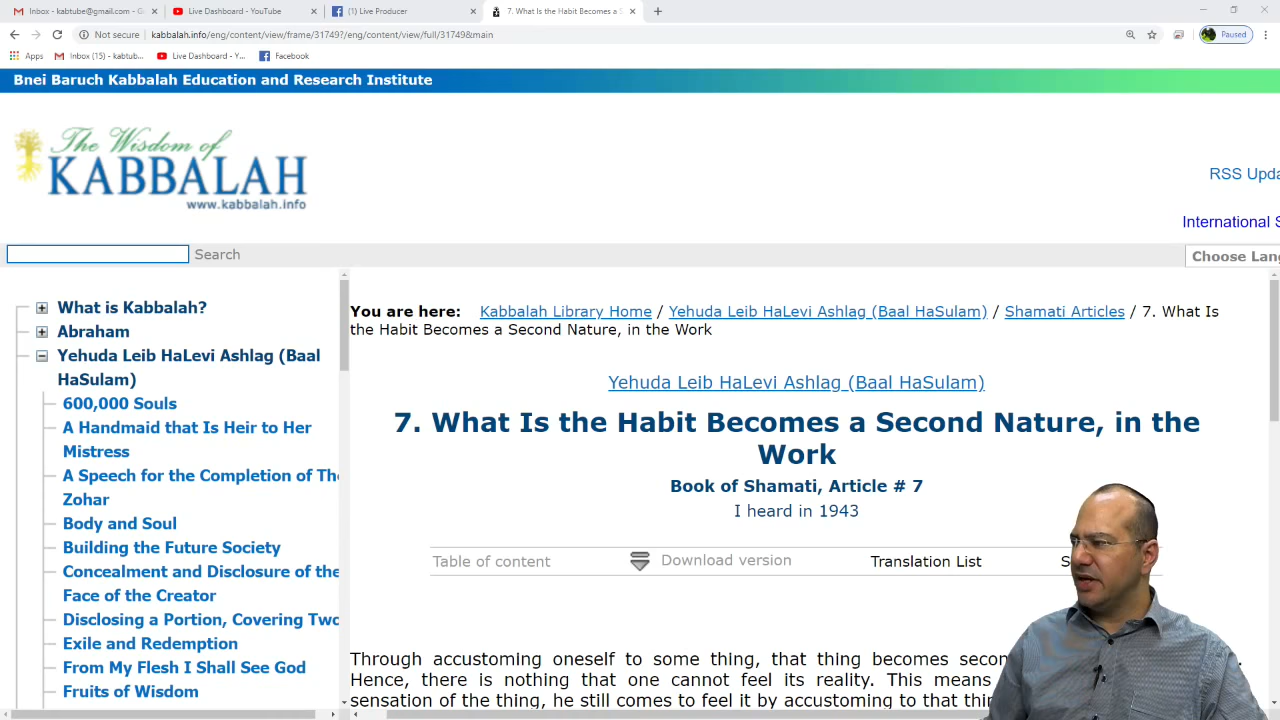 Inbox - kabtube@gmail.com - G
Live Dashboard - YouTube
(1) Live Producer
7. What Is the Habit Becomes a S
Not secure
kabbalah.info/eng/content/view/frame/31749?/eng/content/view/full/31749&main
Paused
Apps
Inbox (15) - kabtub...
Live Dashboard - Y...
Facebook
Bnei Baruch Kabbalah Education and Research Institute
The Wisdom of
KABBALAH
www.kabbalah.info
RSS Upda
International S
Search
Choose Lang
What is Kabbalah?
Abraham
Yehuda Leib HaLevi Ashlag (Baal
HaSulam)
600,000 Souls
A Handmaid that Is Heir to Her
Mistress
A Speech for the Completion of The
Zohar
Body and Soul
Building the Future Society
Concealment and Disclosure of the
Face of the Creator
Disclosing a Portion, Covering Two
Exile and Redemption
From My Flesh I Shall See God
Fruits of Wisdom
You are here: Kabbalah Library Home / Yehuda Leib HaLevi Ashlag (Baal HaSulam) / Shamati Articles / 7. What Is
the Habit Becomes a Second Nature, in the Work
Yehuda Leib HaLevi Ashlag (Baal HaSulam)
7. What Is the Habit Becomes a Second Nature, in the
Work
Book of Shamati, Article # 7
I heard in 1943
Table of content
Download version
Translation List
Through accustoming oneself to some thing, that thing becomes
Hence, there is nothing that one cannot feel its reality. This means
sensation of the thing, he still comes to feel it by accustoming to that